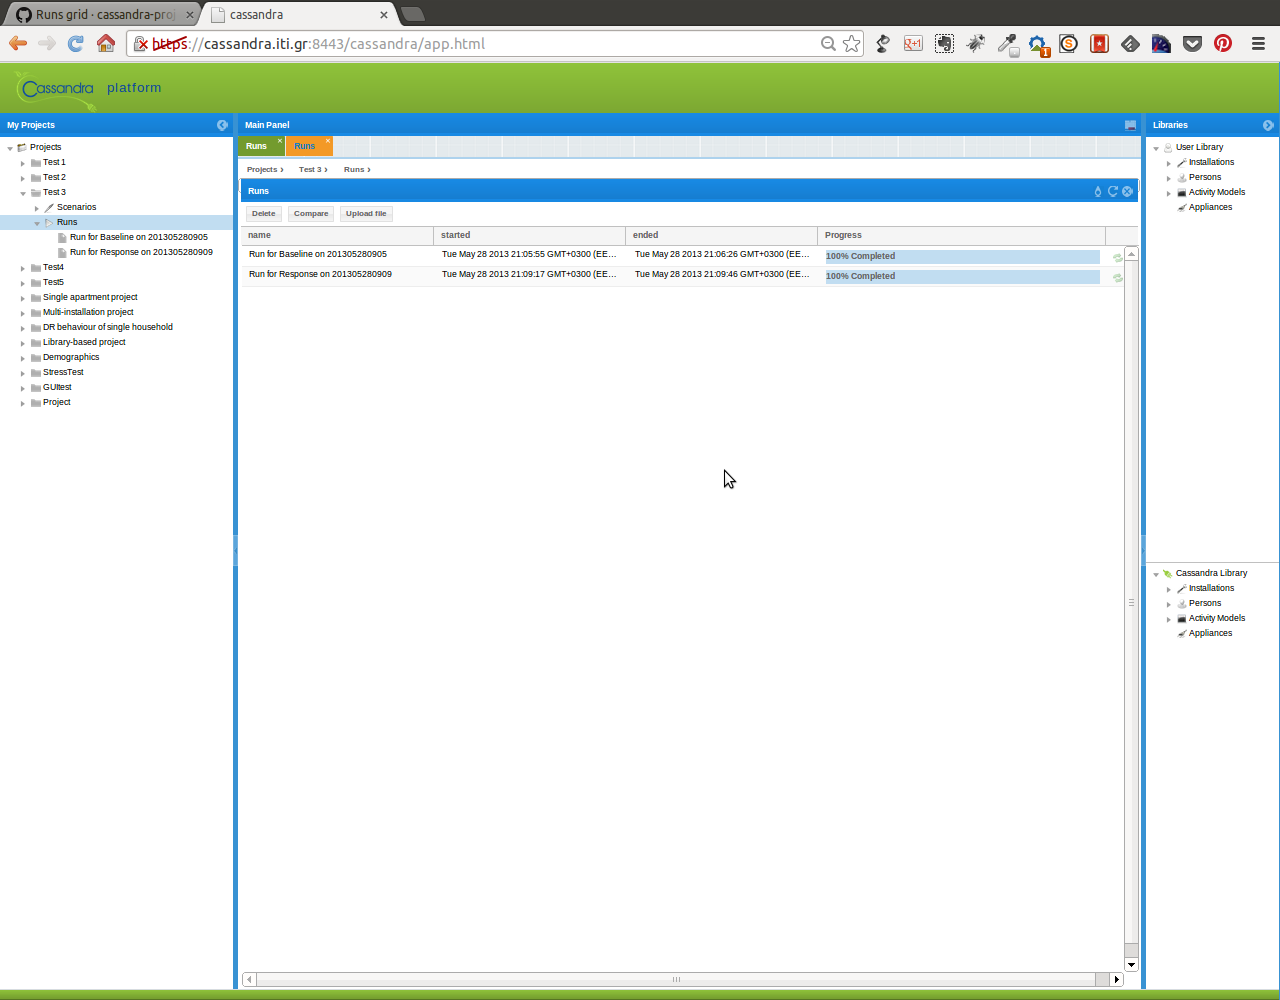 Runs grid · cassandra-proj
cassandra
https://cassandra.iti.gr:8443/cassandra/app.html
Cassandra platform
My Projects
Projects
Test 1
Test 2
Test 3
Scenarios
Runs
Run for Baseline on 201305280905
Run for Response on 201305280909
Test4
Test5
Single apartment project
Multi-installation project
DR behaviour of single household
Library-based project
Demographics
StressTest
GUItest
Project
Main Panel
Runs Runs
Projects › Test 3 › Runs ›
Runs
Delete Compare Upload file
name started ended Progress
Run for Baseline on 201305280905 Tue May 28 2013 21:05:55 GMT+0300 (EE... Tue May 28 2013 21:06:26 GMT+0300 (EE... 100% Completed
Run for Response on 201305280909 Tue May 28 2013 21:09:17 GMT+0300 (EE... Tue May 28 2013 21:09:46 GMT+0300 (EE... 100% Completed
Libraries
User Library
Installations
Persons
Activity Models
Appliances
Cassandra Library
Installations
Persons
Activity Models
Appliances